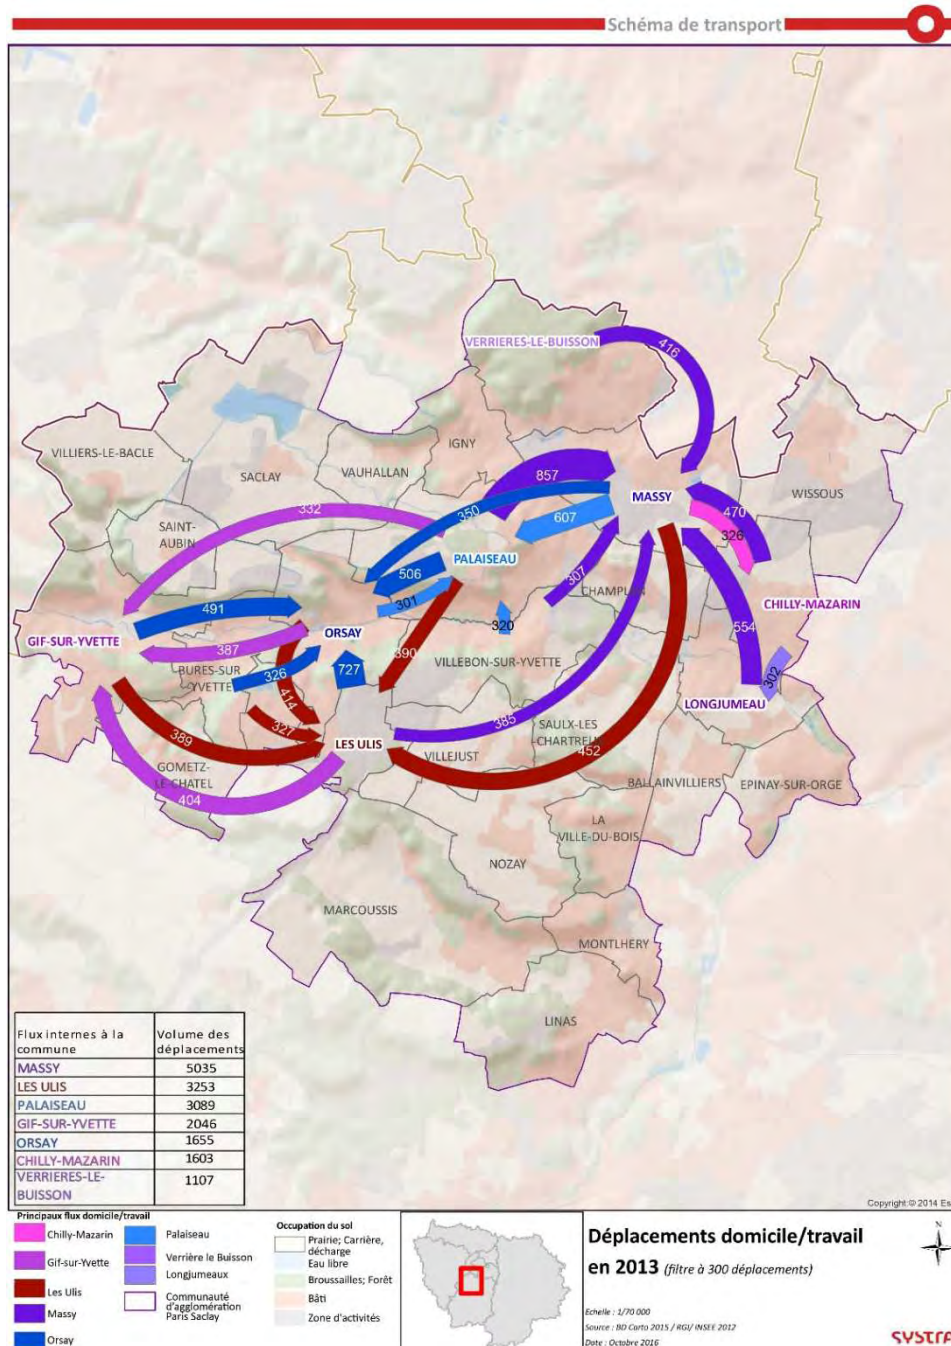 Schéma de transport
VERRIERES-LE-BUISSON
416
IGNY
VILLIERS-LE-BACLE
SACLAY
VAUHALLAN
857
MASSY
WISSOUS
470
332
350
607
326
SAINT-
AUBIN
PALAISEAU
506
307
CHAMPLAN
301
CHILLY-MAZARIN
491
320
554
GIF-SUR-YVETTE
ORSAY
387
390
VILLEBON-SUR-YVETTE
BURES-SUR
YVETTE
326
727
302
414
LONGJUMEAU
385
SAULX-LES
-CHARTREUX
327
389
LES ULIS
VILLEJUST
452
GOMETZ-
LE-CHATEL
BALLAINVILLIERS
EPINAY-SUR-ORGE
404
LA
VILLE-DU-BOIS
NOZAY
MARCOUSSIS
MONTLHERY
LINAS
Flux internes à la commune Volume des déplacements
MASSY 5035
LES ULIS 3253
PALAISEAU 3089
GIF-SUR-YVETTE 2046
ORSAY 1655
CHILLY-MAZARIN 1603
VERRIERES-LE-
BUISSON 1107
Copyright © 2014 Es
Principaux flux domicile/travail
Chilly-Mazarin
Gif-sur-Yvette
Les Ulis
Massy
Orsay
Palaiseau
Verrière le Buisson
Longjumeaux
Communauté
d'agglomération
Paris Saclay
Occupation du sol
Prairie; Carrière,
décharge
Eau libre
Broussailles; Forêt
Bâti
Zone d'activités
Déplacements domicile/travail
en 2013 (filtre à 300 déplacements)
Echelle : 1/70 000
Source : BD Carto 2015 / RGI/ INSEE 2012
Date : Octobre 2016
N
SYSTRA